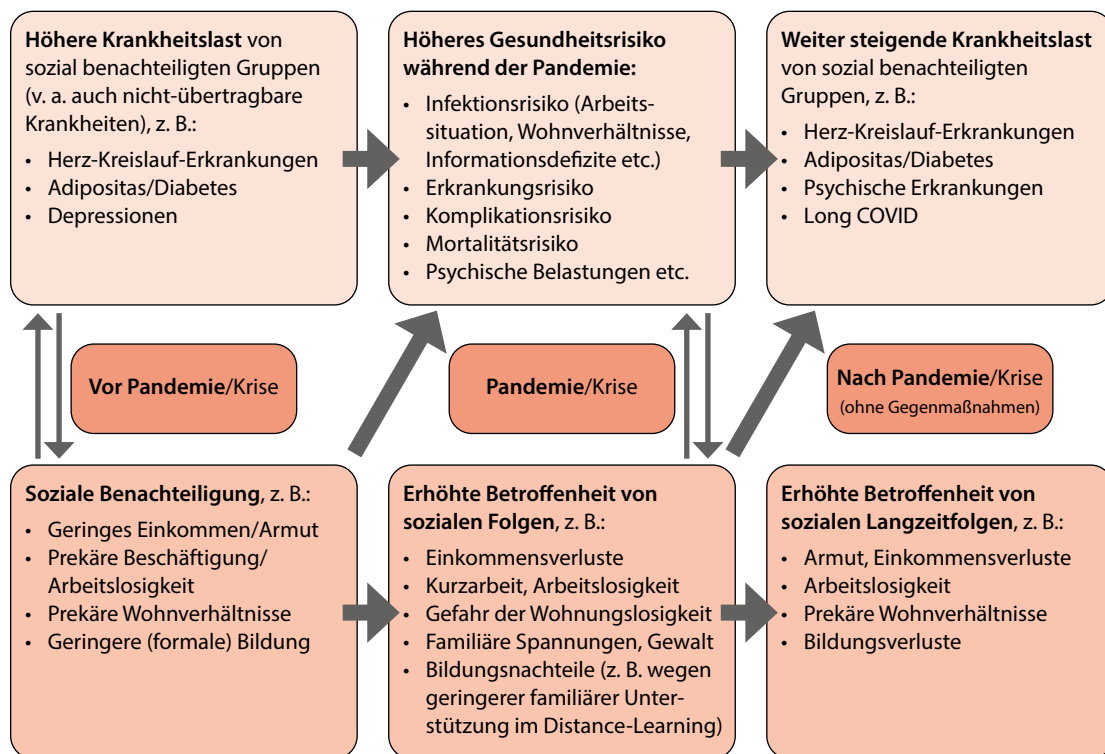 Höhere Krankheitslast von
sozial benachteiligten Gruppen
(v. a. auch nicht-übertragbare
Krankheiten), z. B.:
• Herz-Kreislauf-Erkrankungen
• Adipositas/Diabetes
• Depressionen
Höheres Gesundheitsrisiko
während der Pandemie:
• Infektionsrisiko (Arbeits-
situation, Wohnverhältnisse,
Informationsdefizite etc.)
• Erkrankungsrisiko
• Komplikationsrisiko
• Mortalitätsrisiko
• Psychische Belastungen etc.
Weiter steigende Krankheitslast
von sozial benachteiligten
Gruppen, z. B.:
• Herz-Kreislauf-Erkrankungen
• Adipositas/Diabetes
• Psychische Erkrankungen
• Long COVID
Vor Pandemie/Krise
Pandemie/Krise
Nach Pandemie/Krise
(ohne Gegenmaßnahmen)
Soziale Benachteiligung, z. B.:
• Geringes Einkommen/Armut
• Prekäre Beschäftigung/
Arbeitslosigkeit
• Prekäre Wohnverhältnisse
• Geringere (formale) Bildung
Erhöhte Betroffenheit von
sozialen Folgen, z. B.:
• Einkommensverluste
• Kurzarbeit, Arbeitslosigkeit
• Gefahr der Wohnungslosigkeit
• Familiäre Spannungen, Gewalt
• Bildungsnachteile (z. B. wegen
geringerer familiärer Unter-
stützung im Distance-Learning)
Erhöhte Betroffenheit von
sozialen Langzeitfolgen, z. B.:
• Armut, Einkommensverluste
• Arbeitslosigkeit
• Prekäre Wohnverhältnisse
• Bildungsverluste